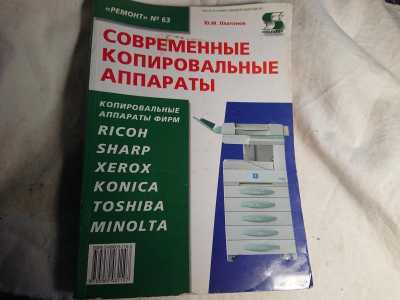 «РЕМОНТ» № 63
Ю.М. Платонов
СОВРЕМЕННЫЕ
КОПИРОВАЛЬНЫЕ
АППАРАТЫ
КОПИРОВАЛЬНЫЕ
АППАРАТЫ ФИРМ
RICOH
SHARP
XEROX
KONICA
TOSHIBA
MINOLTA